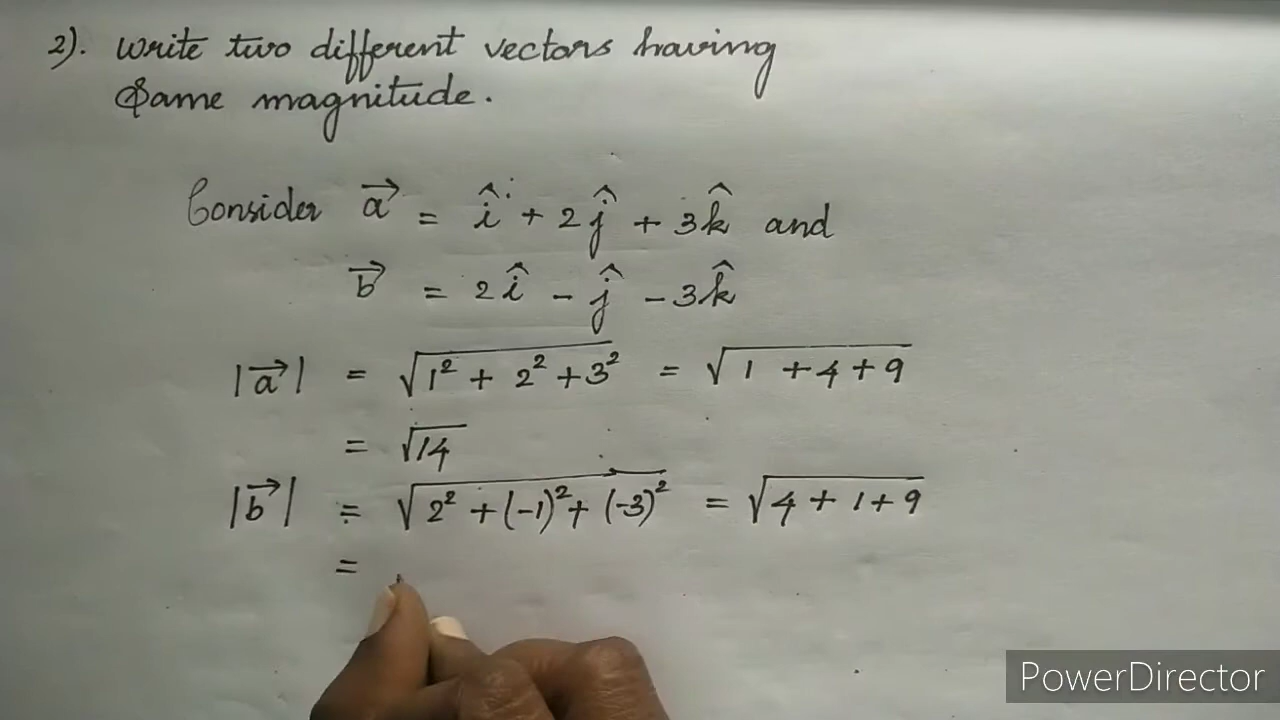 2). Write two different vectors having
Same magnitude.
Consider a⃗ = î + 2ĵ + 3k̂ and
b⃗ = 2î - ĵ - 3k̂
|a⃗| = √(1² + 2² + 3²) = √(1 + 4 + 9)
= √14
|b⃗| = √(2² + (-1)² + (-3)²) = √(4 + 1 + 9)
=
PowerDirector